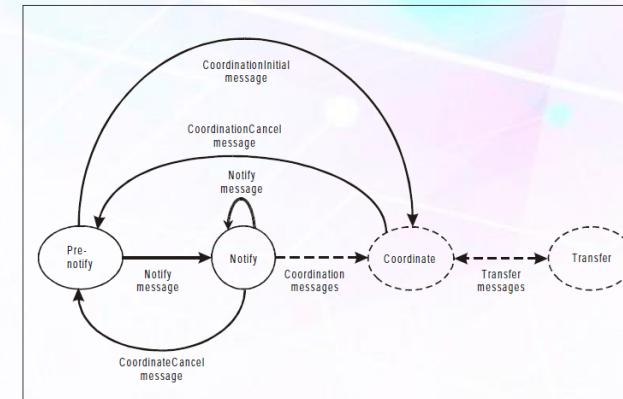 CoordinationInitial
message
CoordinationCancel
message
Notify
message
Pre-
notify
Notify
message
Notify
Coordination
messages
Coordinate
Transfer
messages
Transfer
CoordinateCancel
message